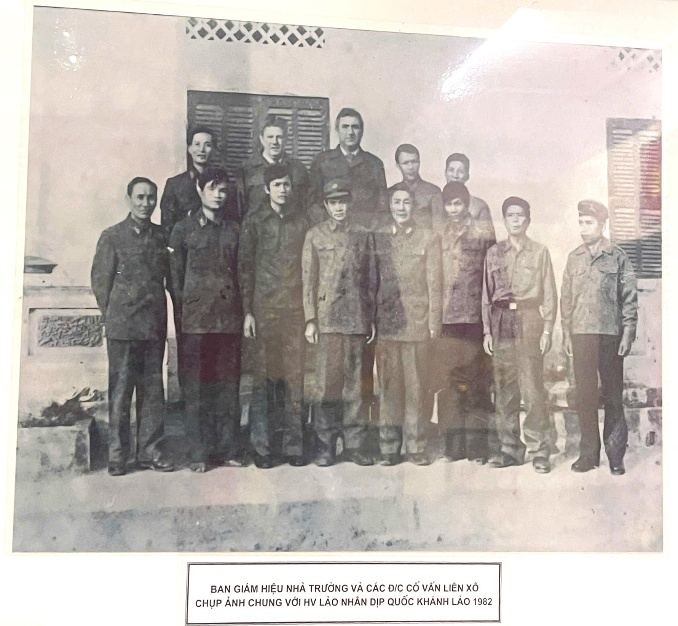 BAN GIÁM HIỆU NHÀ TRƯỜNG VÀ CÁC Đ/C CỐ VẤN LIÊN XÔ
CHỤP ẢNH CHUNG VỚI HV LÀO NHÂN DỊP QUỐC KHÁNH LÀO 1982